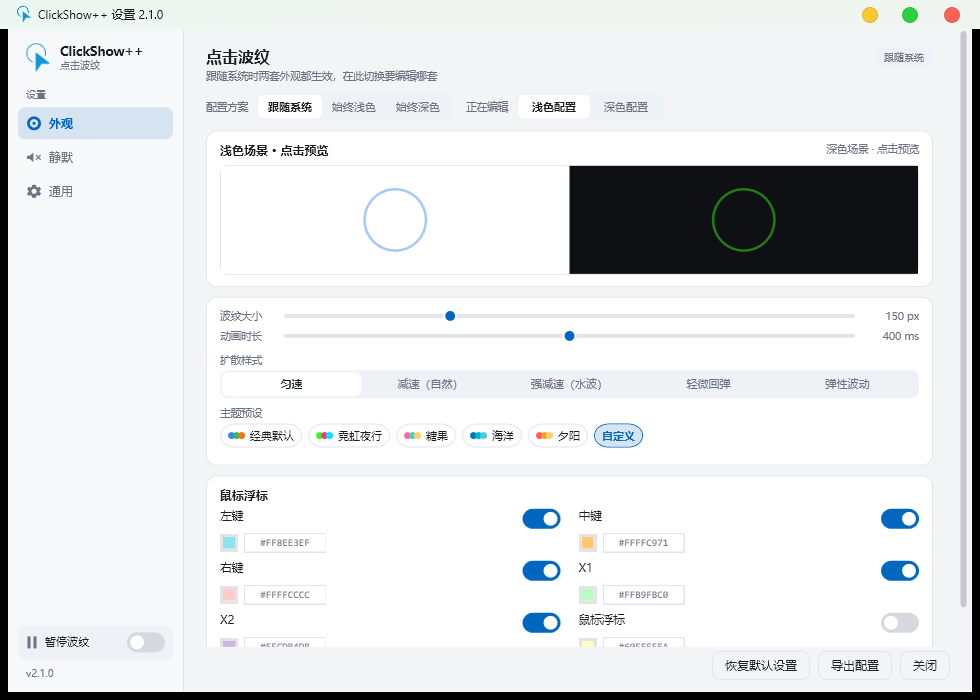 ClickShow++ 设置 2.1.0
ClickShow++
点击波纹
设置
外观
静默
通用
暂停波纹
v2.1.0
点击波纹
跟随系统时两套外观都生效，在此切换要编辑哪套
跟随系统
配置方案 跟随系统 始终浅色 始终深色 正在编辑 浅色配置 深色配置
浅色场景・点击预览
深色场景 · 点击预览
波纹大小 150 px
动画时长 400 ms
扩散样式
匀速 减速（自然） 强减速（水波） 轻微回弹 弹性波动
主题预设
经典默认 霓虹夜行 糖果 海洋 夕阳 自定义
鼠标浮标
左键 中键
#FF8EE3EF #FFFFC971
右键 X1
#FFFFCCCC #FFB9FBC0
X2 鼠标浮标
恢复默认设置 导出配置 关闭